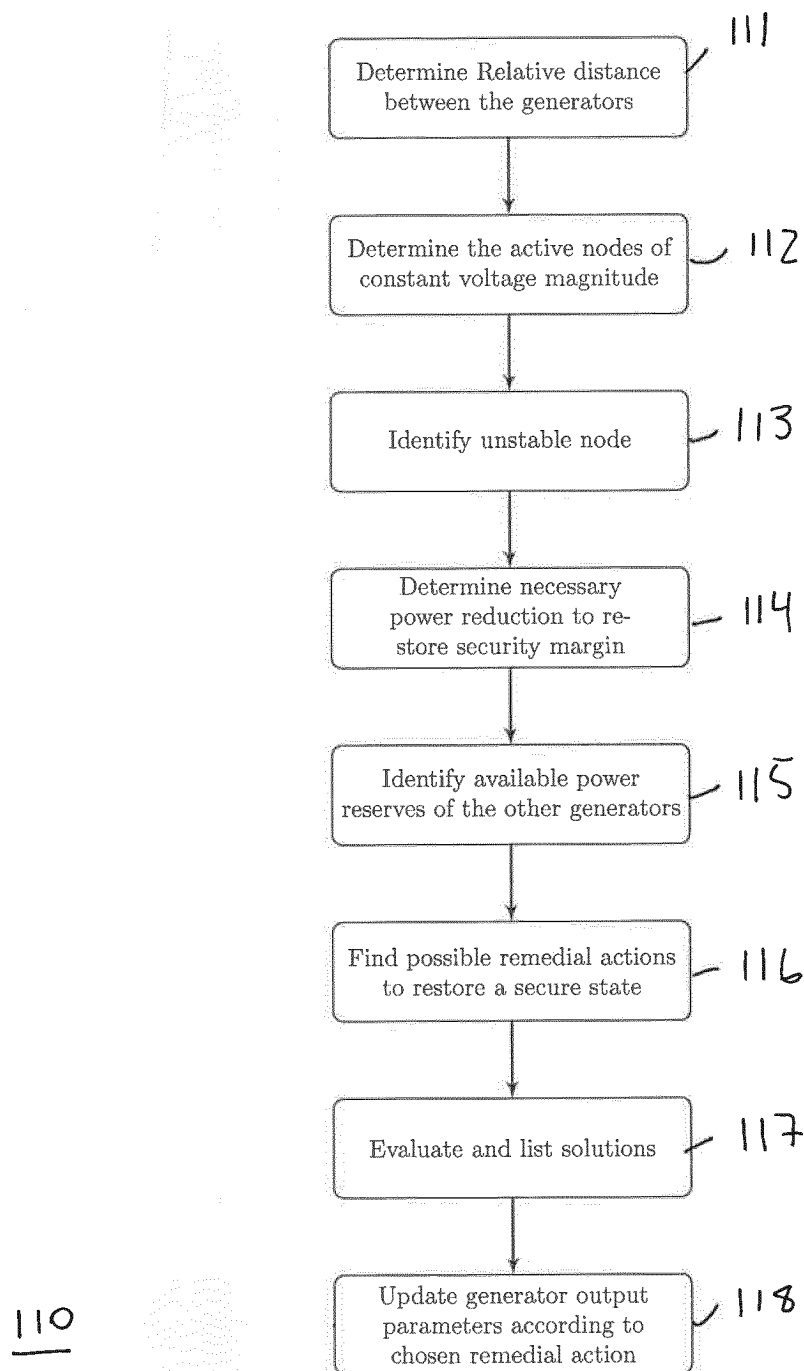 111
Determine Relative distance
between the generators
112
Determine the active nodes of
constant voltage magnitude
113
Identify unstable node
114
Determine necessary
power reduction to re-
store security margin
115
Identify available power
reserves of the other generators
116
Find possible remedial actions
to restore a secure state
117
Evaluate and list solutions
118
Update generator output
parameters according to
chosen remedial action
110